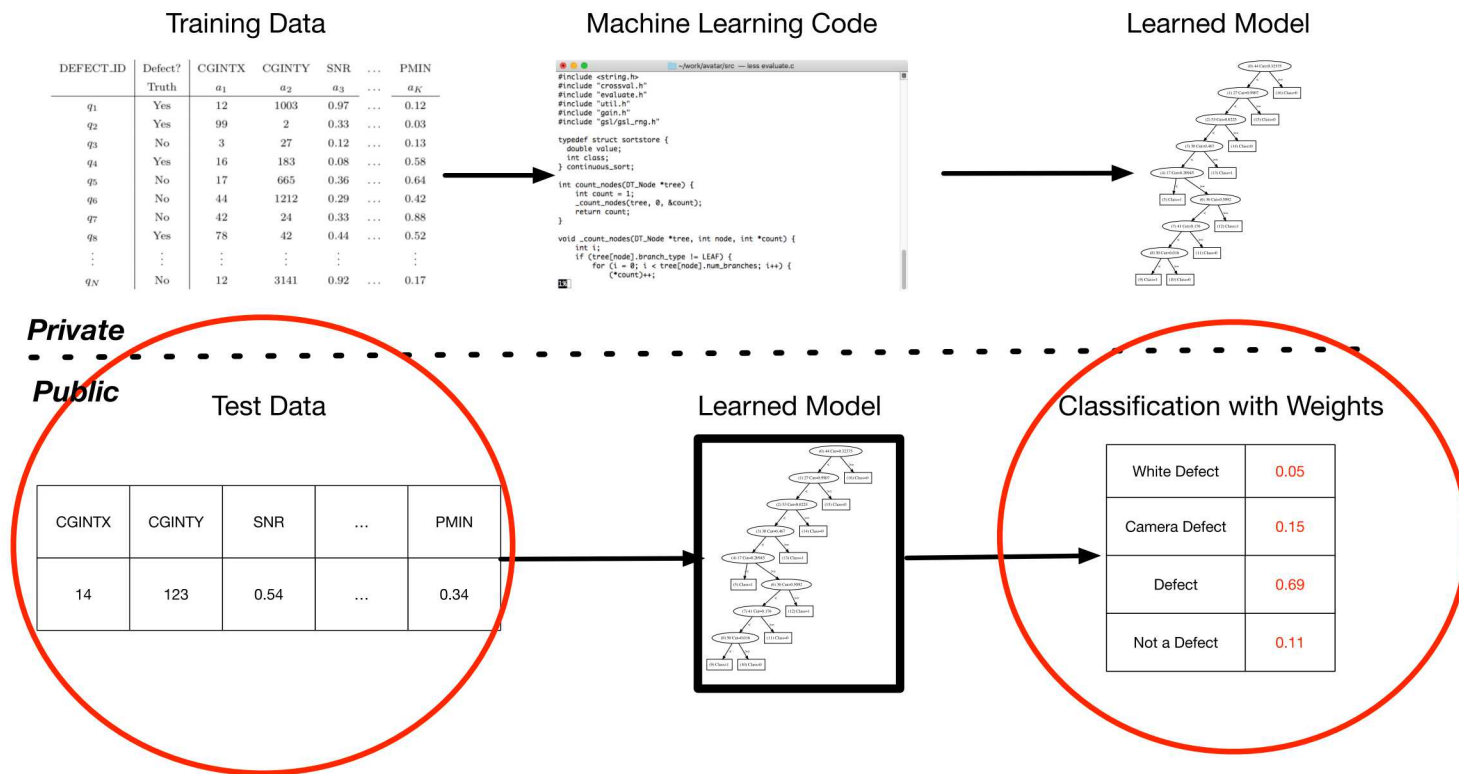 Training Data
Machine Learning Code
Learned Model
DEFECT_ID Defect? CGINTX CGINTY SNR ... PMIN
Truth a1 a2 a3 ... aK
q1 Yes 12 1003 0.97 ... 0.12
q2 Yes 99 2 0.33 ... 0.03
q3 No 3 27 0.12 ... 0.13
q4 Yes 16 183 0.08 ... 0.58
q5 No 17 665 0.36 ... 0.64
q6 No 44 1212 0.29 ... 0.42
q7 No 42 24 0.33 ... 0.88
q8 Yes 78 42 0.44 ... 0.52
⋮ ⋮ ⋮ ⋮ ⋮ ⋮
qN No 12 3141 0.92 ... 0.17
~/work/avatar/src — less evaluate.c
#include <string.h>
#include "crossval.h"
#include "evaluate.h"
#include "util.h"
#include "gain.h"
#include "gsl/gsl_rng.h"
typedef struct sortstore {
double value;
int class;
} continuous_sort;
int count_nodes(DT_Node *tree) {
int count = 1;
_count_nodes(tree, 0, &count);
return count;
}
void _count_nodes(DT_Node *tree, int node, int *count) {
int i;
if (tree[node].branch_type != LEAF) {
for (i = 0; i < tree[node].num_branches; i++) {
(*count)++;
Private
Public
Test Data
Learned Model
Classification with Weights
CGINTX CGINTY SNR ... PMIN
14 123 0.54 ... 0.34
White Defect 0.05
Camera Defect 0.15
Defect 0.69
Not a Defect 0.11